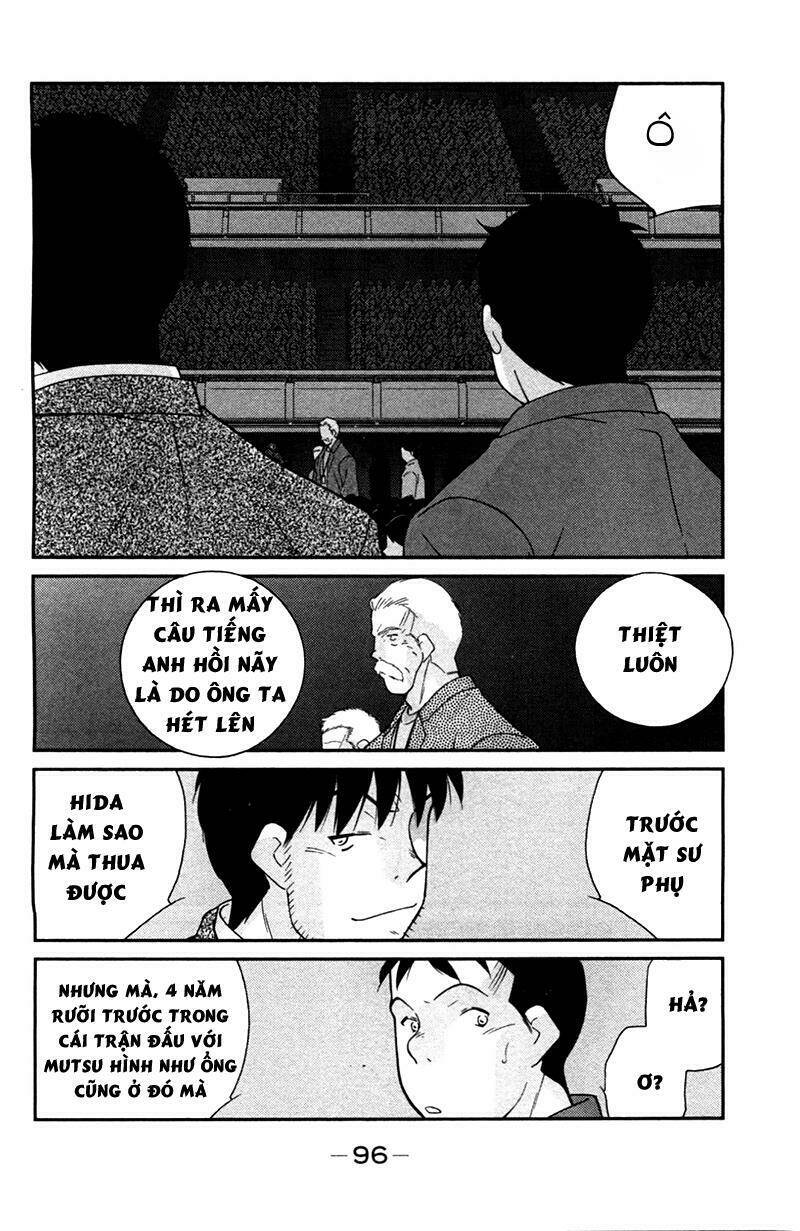 Ô
THIỆT
LUÔN
THÌ RA MẤY
CÂU TIẾNG
ANH HỒI NÃY
LÀ DO ÔNG TA
HÉT LÊN
TRƯỚC
MẶT SƯ
PHỤ
HIDA
LÀM SAO
MÀ THUA
ĐƯỢC
HẢ?
Ơ?
NHƯNG MÀ, 4 NĂM
RƯỠI TRƯỚC TRONG
CÁI TRẬN ĐẤU VỚI
MUTSU HÌNH NHƯ ỔNG
CŨNG Ở ĐÓ MÀ
— 96 —